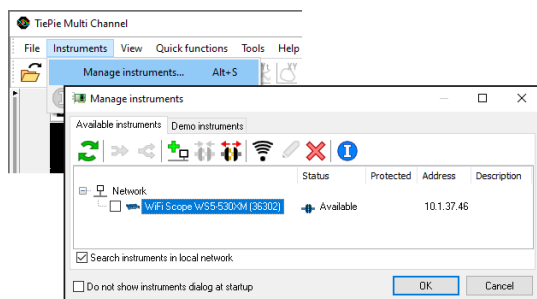 TiePie Multi Channel
File Instruments View Quick functions Tools Help
Manage instruments... Alt+S
Manage instruments
Available instruments Demo instruments
Status Protected Address Description
Network
WiFi Scope WS5-530XM (36302) Available 10.1.37.46
Search instruments in local network
Do not show instruments dialog at startup OK Cancel